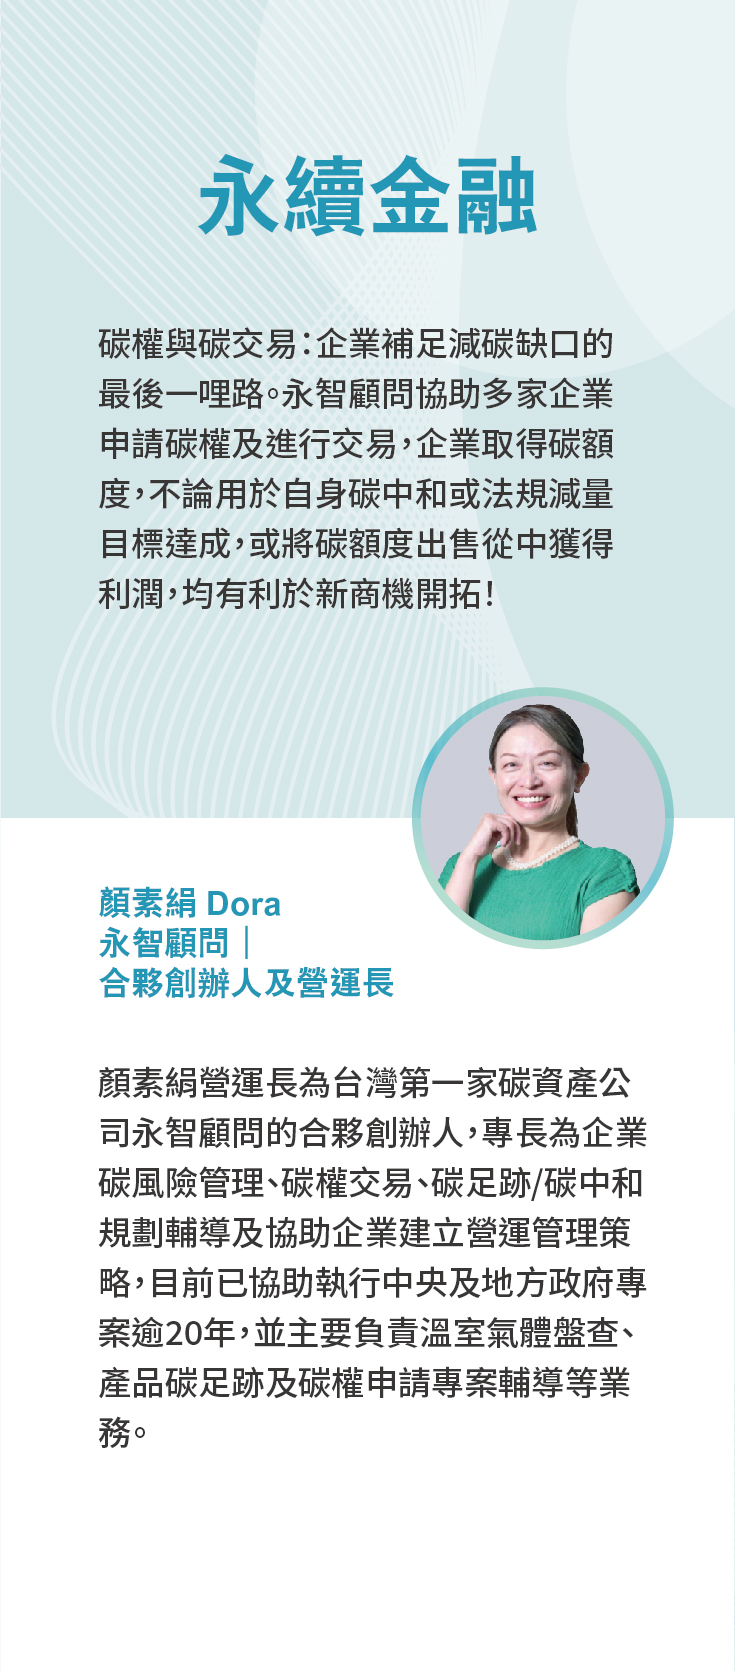 永續金融
碳權與碳交易：企業補足減碳缺口的
最後一哩路。永智顧問協助多家企業
申請碳權及進行交易，企業取得碳額
度，不論用於自身碳中和或法規減量
目標達成，或將碳額度出售從中獲得
利潤，均有利於新商機開拓！
顏素絹 Dora
永智顧問｜
合夥創辦人及營運長
顏素絹營運長為台灣第一家碳資產公
司永智顧問的合夥創辦人，專長為企業
碳風險管理、碳權交易、碳足跡/碳中和
規劃輔導及協助企業建立營運管理策
略，目前已協助執行中央及地方政府專
案逾20年，並主要負責溫室氣體盤查、
產品碳足跡及碳權申請專案輔導等業
務。